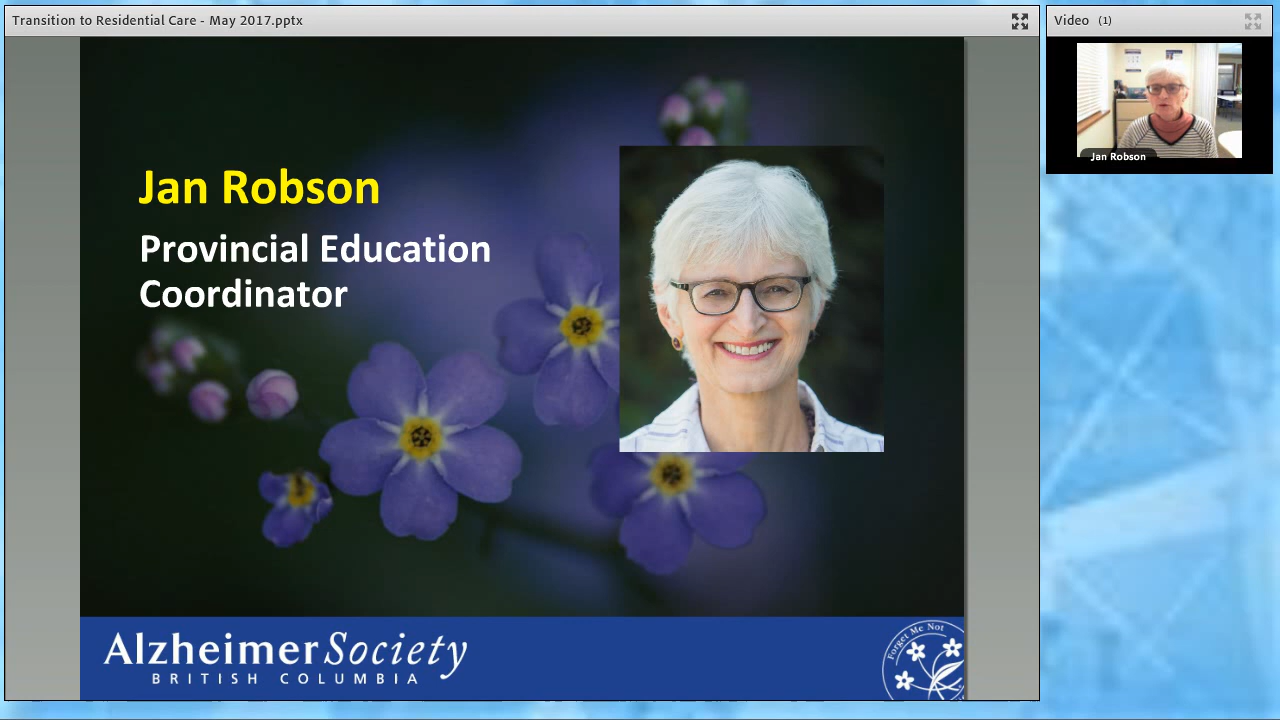 Transition to Residential Care - May 2017.pptx
Video (1)
Jan Robson
Jan Robson
Provincial Education
Coordinator
Alzheimer Society
BRITISH COLUMBIA
Forget Me Not